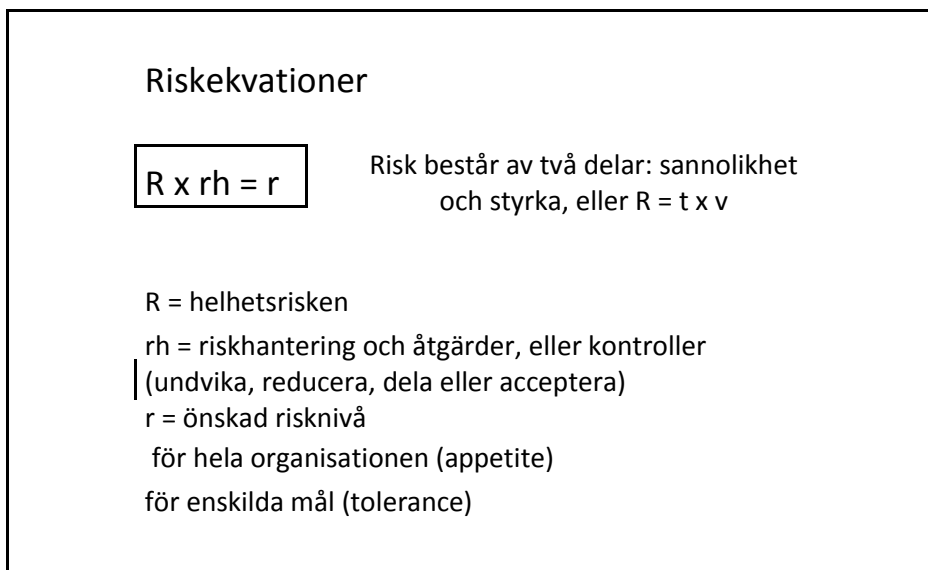 Riskekvationer
R x rh = r
Risk består av två delar: sannolikhet
och styrka, eller R = t x v
R = helhetsrisken
rh = riskhantering och åtgärder, eller kontroller
(undvika, reducera, dela eller acceptera)
r = önskad risknivå
för hela organisationen (appetite)
för enskilda mål (tolerance)